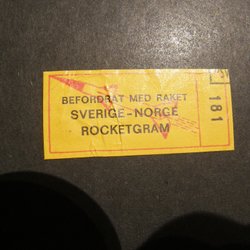 BEFORDRAT MED RAKET
SVERIGE-NORGE
ROCKETGRAM
181